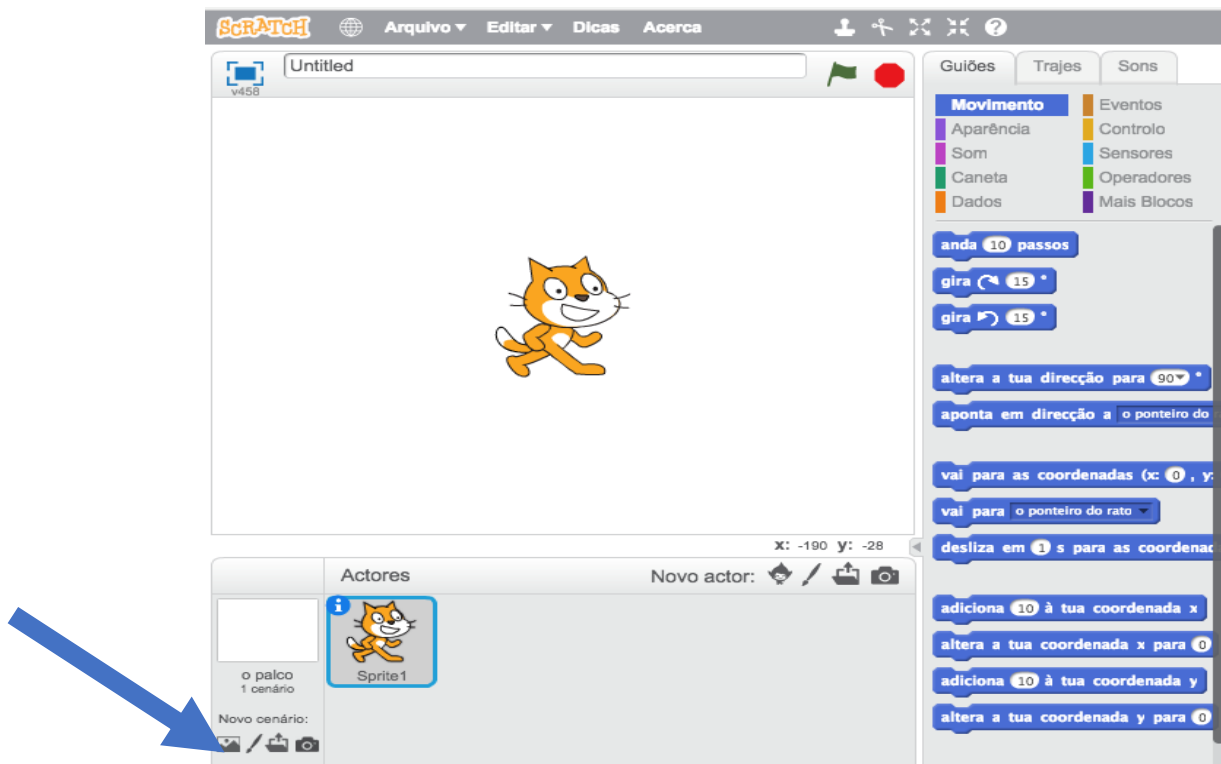 SCRATCH Arquivo Editar Dicas Acerca
Untitled
v458
Guiões Trajes Sons
Movimento Eventos
Aparência Controlo
Som Sensores
Caneta Operadores
Dados Mais Blocos
anda 10 passos
gira 15 °
gira 15 °
altera a tua direcção para 90 °
aponta em direcção a o ponteiro do
vai para as coordenadas (x: 0 , y:
vai para o ponteiro do rato
desliza em 1 s para as coordenad
adiciona 10 à tua coordenada x
altera a tua coordenada x para 0
adiciona 10 à tua coordenada y
altera a tua coordenada y para 0
x: -190 y: -28
Actores Novo actor:
o palco
1 cenário
Sprite1
Novo cenário: